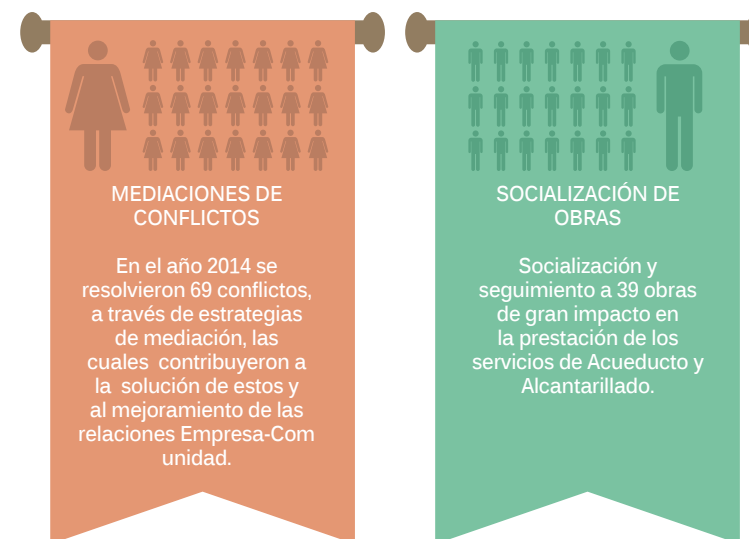 MEDIACIONES DE
CONFLICTOS
En el año 2014 se
resolvieron 69 conflictos,
a través de estrategias
de mediación, las
cuales contribuyeron a
la solución de estos y
al mejoramiento de las
relaciones Empresa-Com
unidad.
SOCIALIZACIÓN DE
OBRAS
Socialización y
seguimiento a 39 obras
de gran impacto en
la prestación de los
servicios de Acueducto y
Alcantarillado.